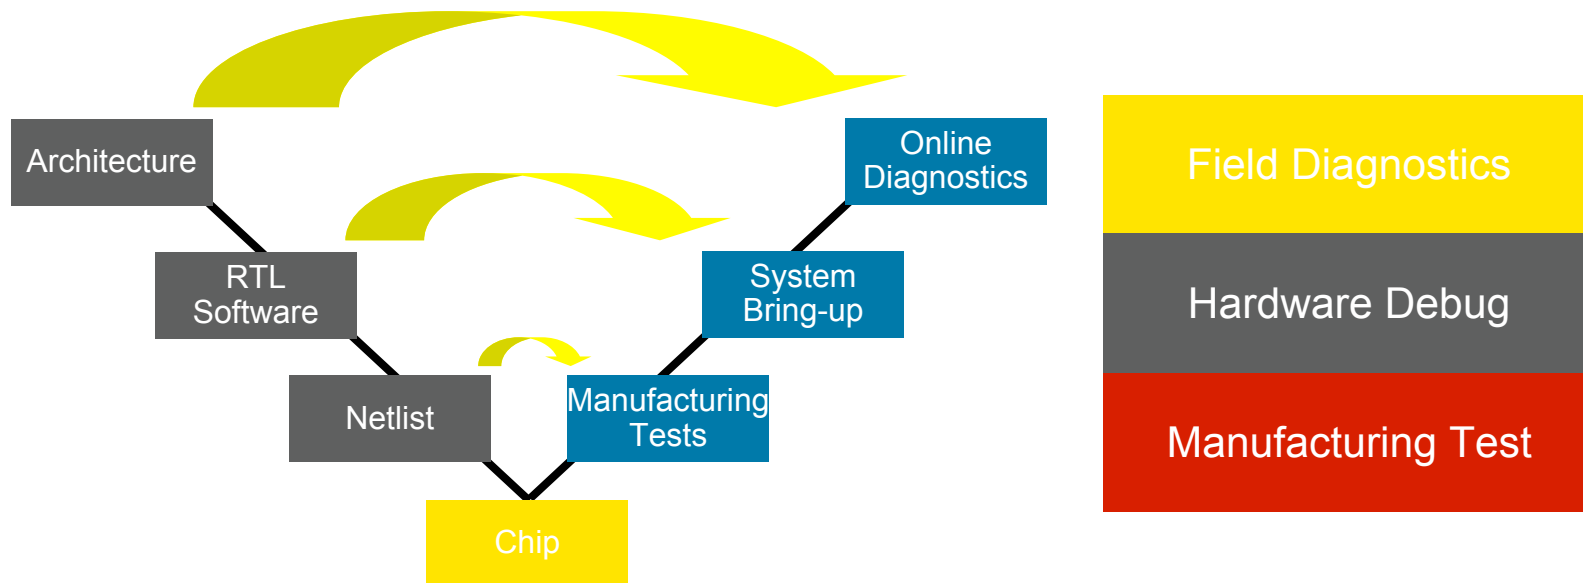 Architecture
Online
Diagnostics
Field Diagnostics
RTL
Software
System
Bring-up
Hardware Debug
Netlist
Manufacturing
Tests
Manufacturing Test
Chip